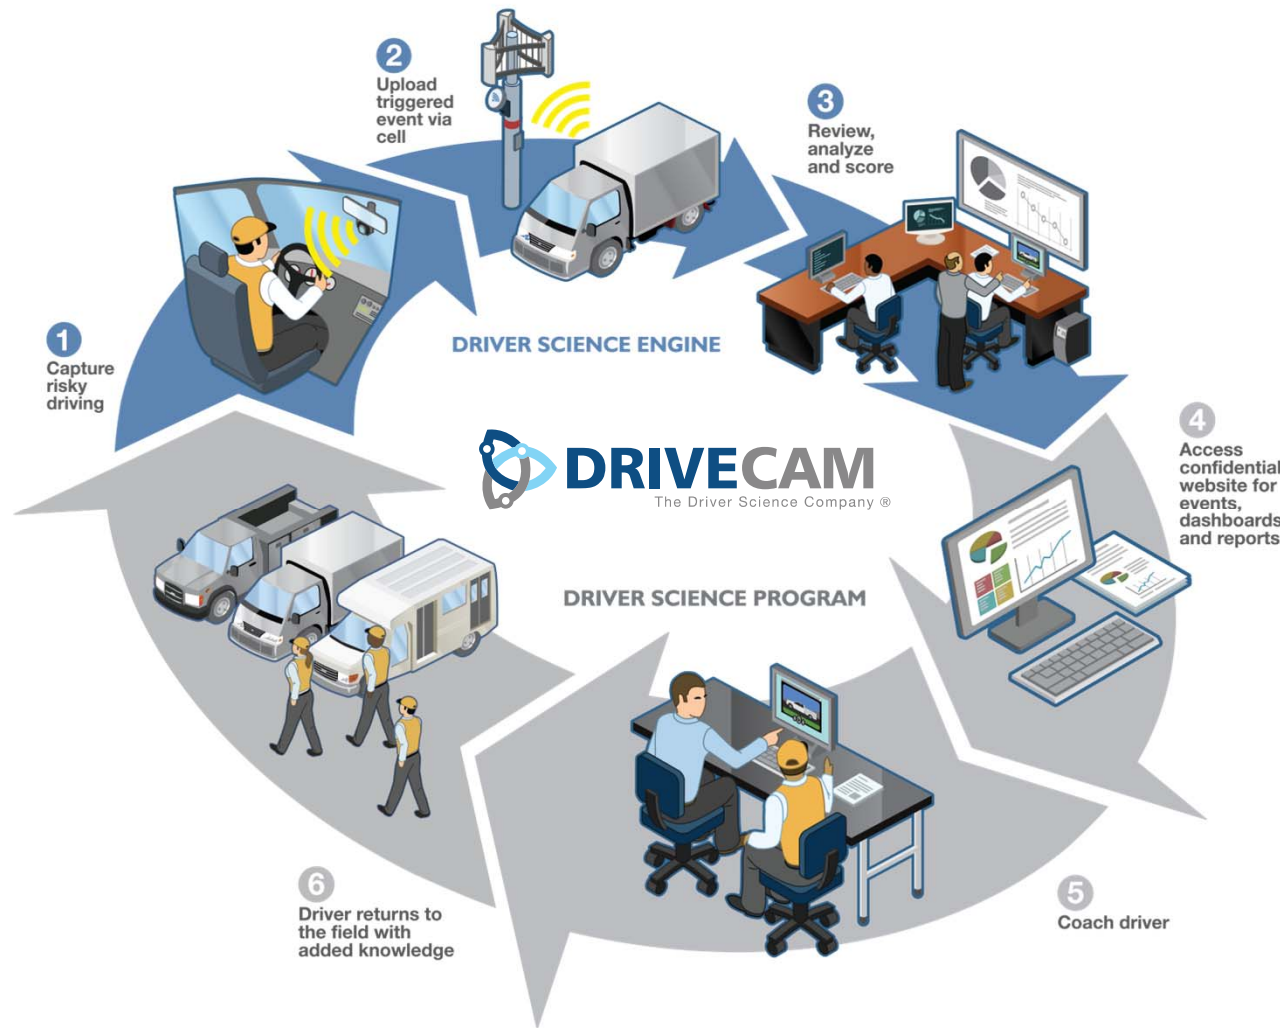 2
Upload
triggered
event via
cell
3
Review,
analyze
and score
1
Capture
risky
driving
DRIVER SCIENCE ENGINE
DRIVECAM
The Driver Science Company ®
4
Access
confidential
website for
events,
dashboards
and reports
DRIVER SCIENCE PROGRAM
6
Driver returns to
the field with
added knowledge
5
Coach driver